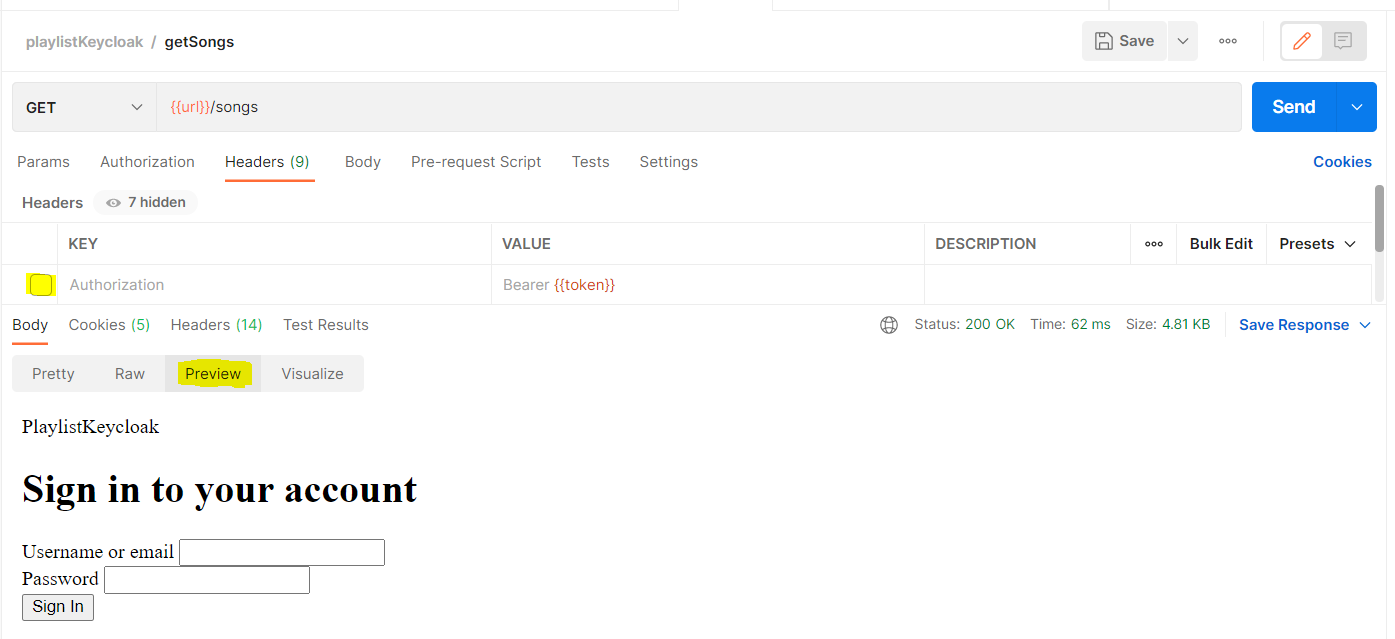 playlistKeycloak / getSongs
Save
GET {{url}}/songs Send
Params Authorization Headers (9) Body Pre-request Script Tests Settings Cookies
Headers 7 hidden
KEY VALUE DESCRIPTION Bulk Edit Presets
Authorization Bearer {{token}}
Body Cookies (5) Headers (14) Test Results Status: 200 OK Time: 62 ms Size: 4.81 KB Save Response
Pretty Raw Preview Visualize
PlaylistKeycloak
Sign in to your account
Username or email
Password
Sign In